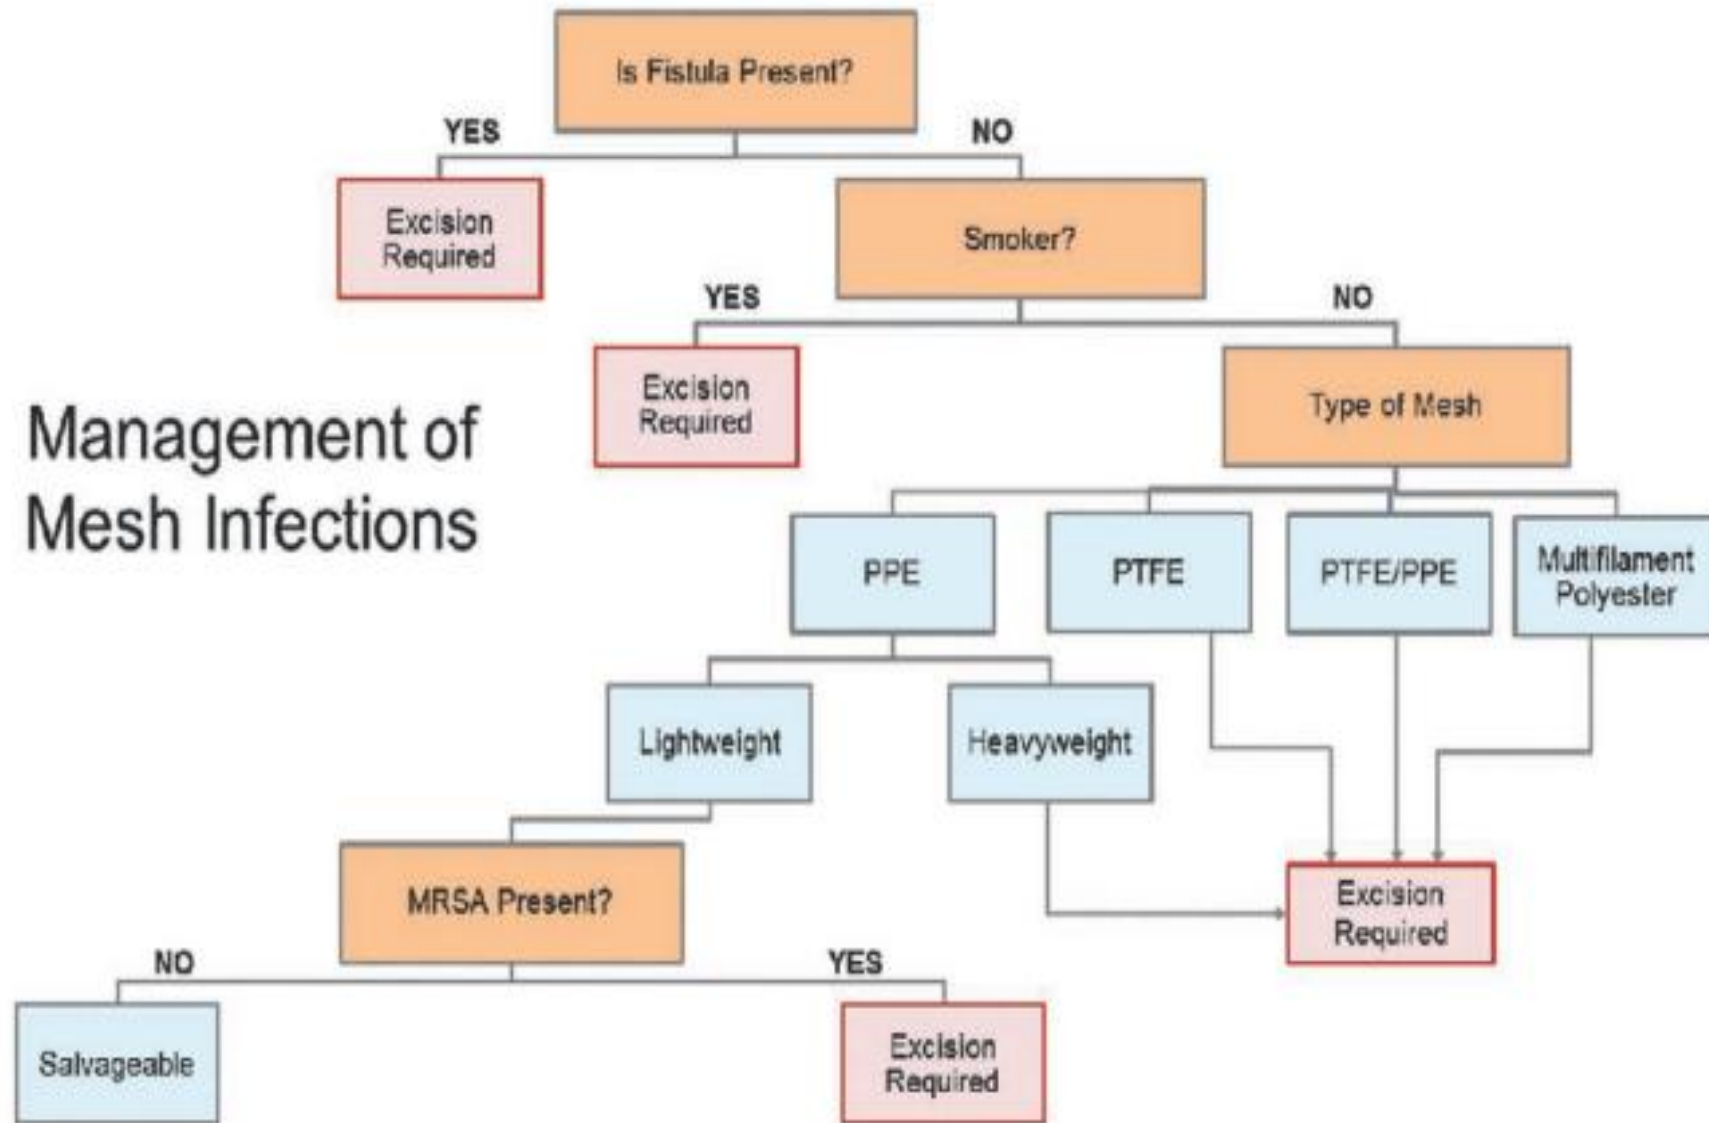 Is Fistula Present?
YES
NO
Excision
Required
Smoker?
YES
NO
Excision
Required
Type of Mesh
Management of
Mesh Infections
PPE
PTFE
PTFE/PPE
Multifilament
Polyester
Lightweight
Heavyweight
MRSA Present?
Excision
Required
NO
YES
Salvageable
Excision
Required